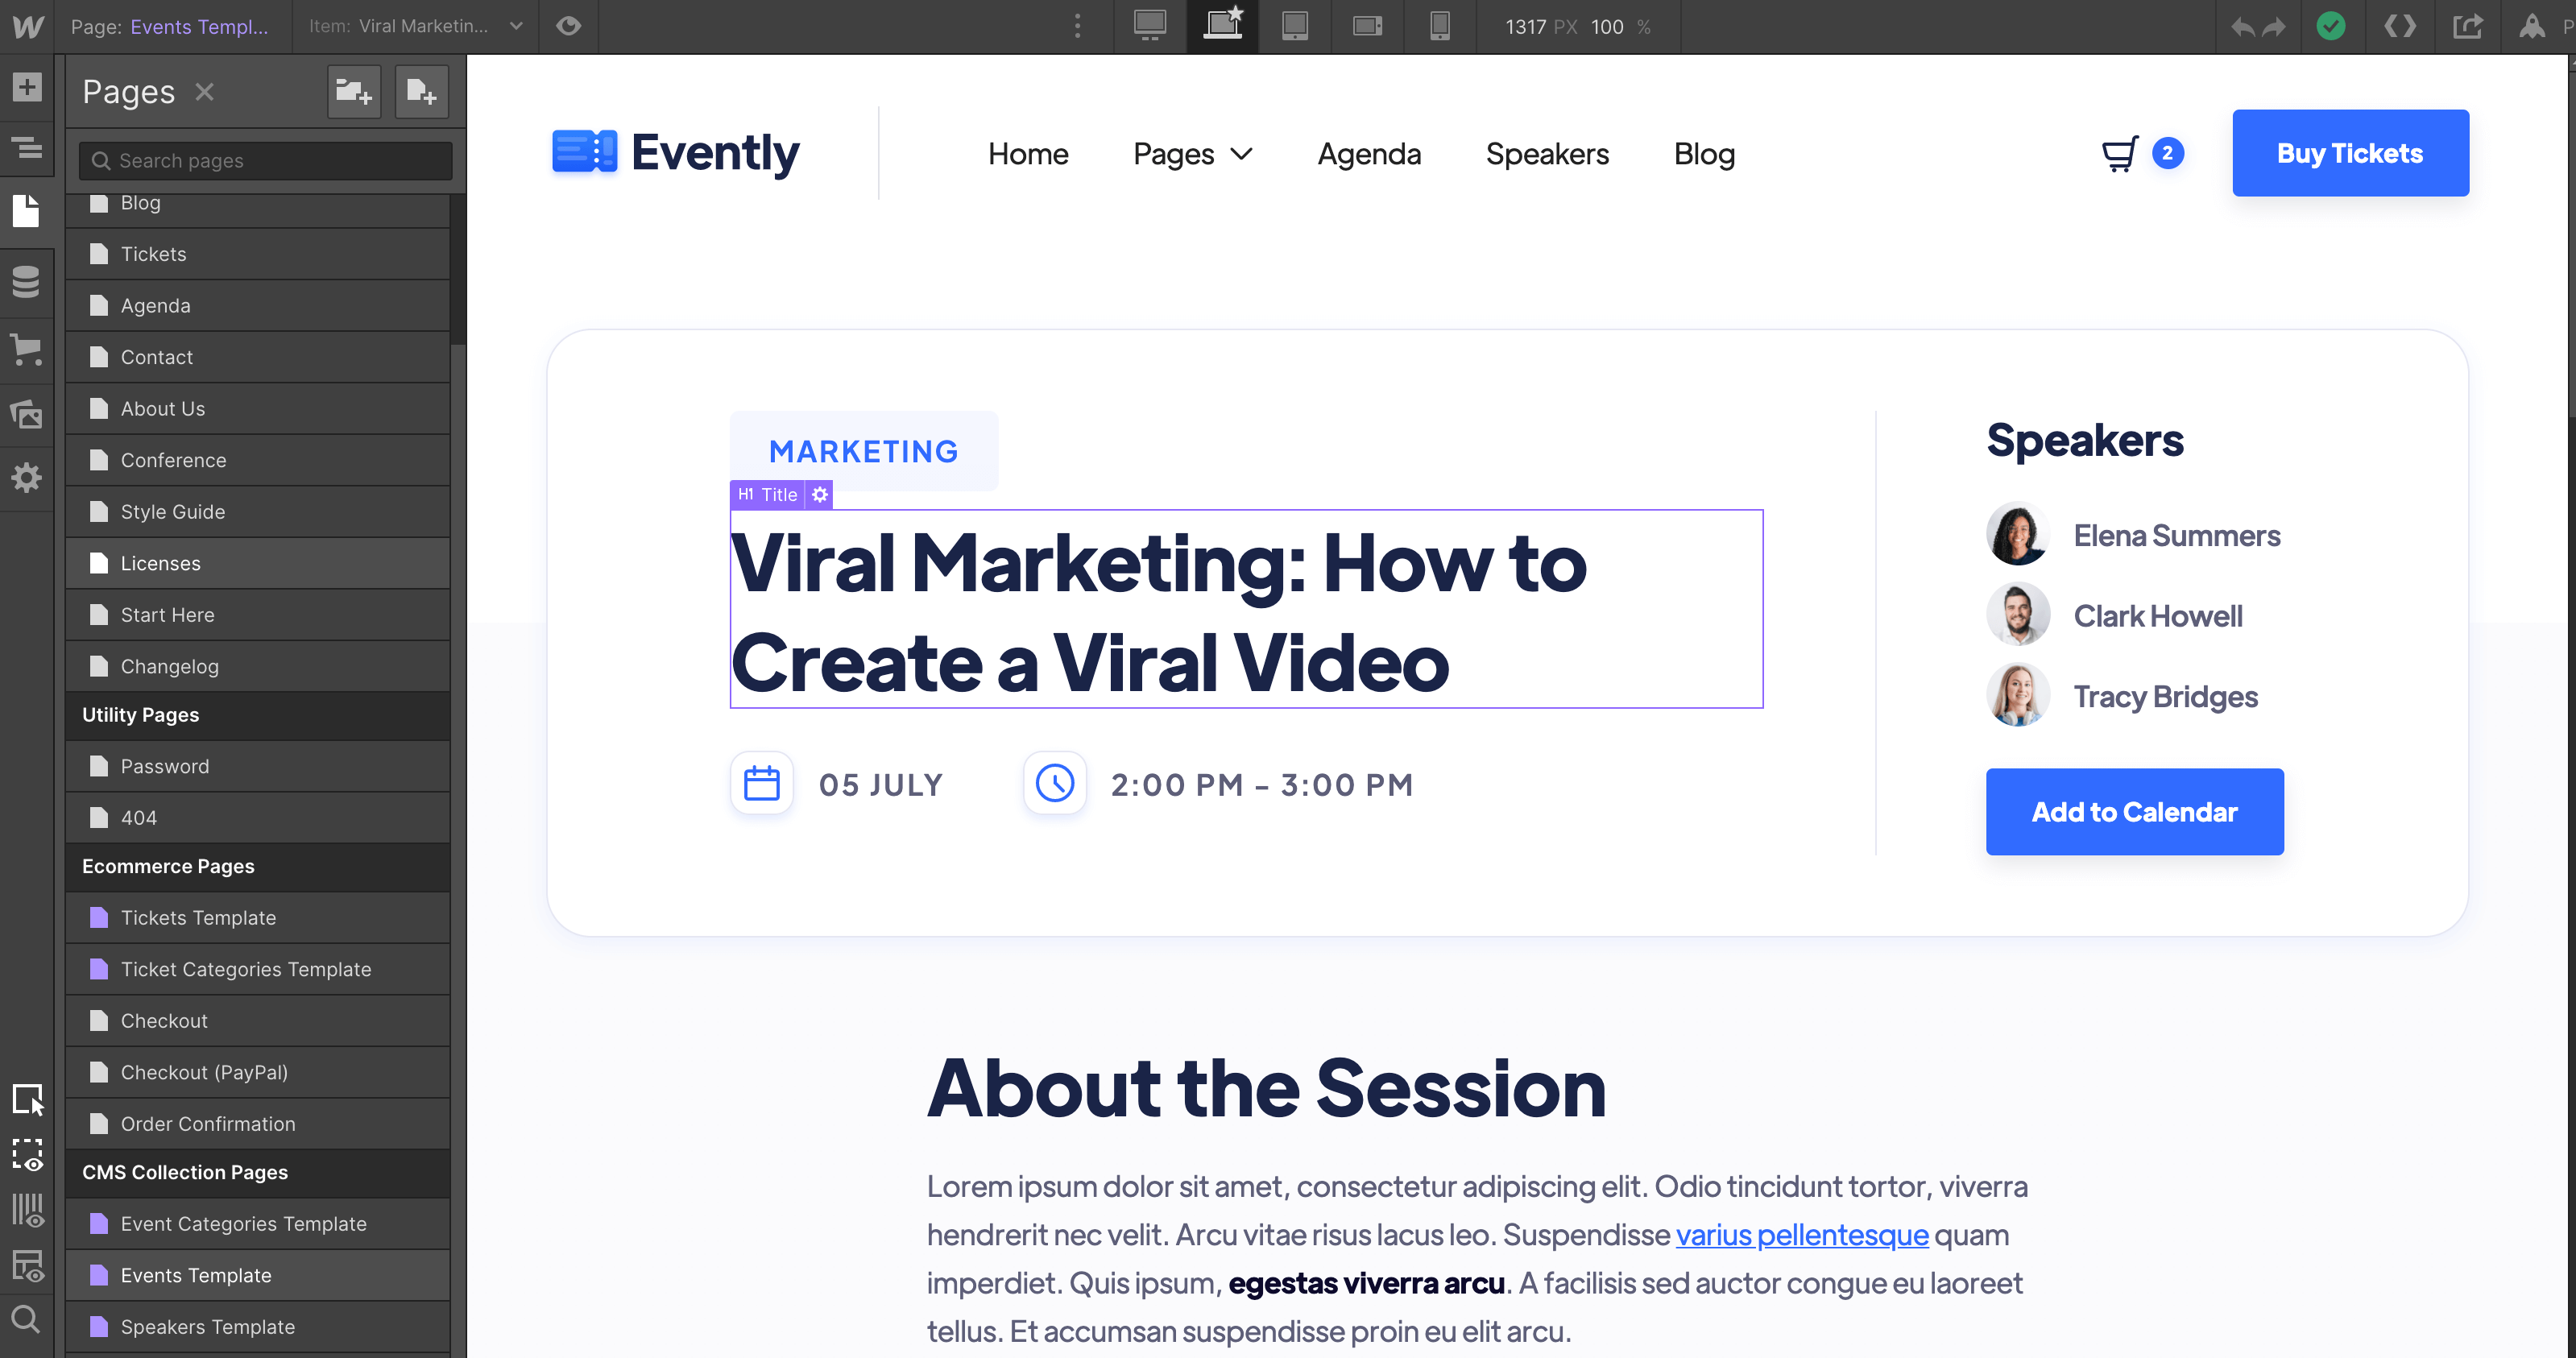 Page: Events Templ...
Item: Viral Marketin...
1317 PX 100 %
P
Pages
Search pages
Blog
Tickets
Agenda
Contact
About Us
Conference
Style Guide
Licenses
Start Here
Changelog
Utility Pages
Password
404
Ecommerce Pages
Tickets Template
Ticket Categories Template
Checkout
Checkout (PayPal)
Order Confirmation
CMS Collection Pages
Event Categories Template
Events Template
Speakers Template
Evently
Home
Pages
Agenda
Speakers
Blog
2
Buy Tickets
MARKETING
H1 Title
Viral Marketing: How to
Create a Viral Video
05 JULY
2:00 PM - 3:00 PM
Speakers
Elena Summers
Clark Howell
Tracy Bridges
Add to Calendar
About the Session
Lorem ipsum dolor sit amet, consectetur adipiscing elit. Odio tincidunt tortor, viverra
hendrerit nec velit. Arcu vitae risus lacus leo. Suspendisse varius pellentesque quam
imperdiet. Quis ipsum, egestas viverra arcu. A facilisis sed auctor congue eu laoreet
tellus. Et accumsan suspendisse proin eu elit arcu.